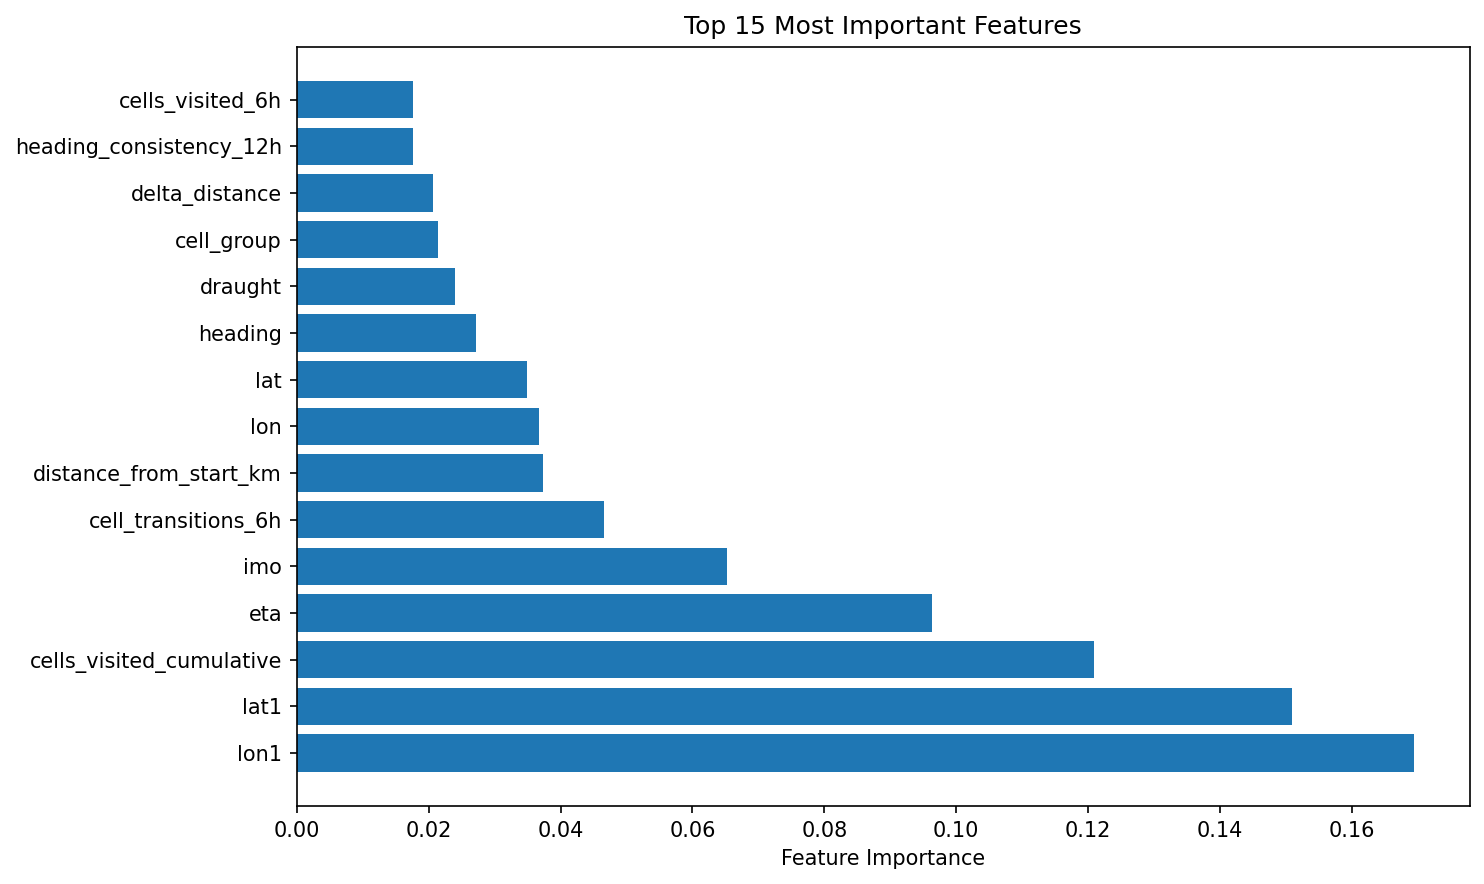 Top 15 Most Important Features
cells_visited_6h
heading_consistency_12h
delta_distance
cell_group
draught
heading
lat
lon
distance_from_start_km
cell_transitions_6h
imo
eta
cells_visited_cumulative
lat1
lon1
0.00 0.02 0.04 0.06 0.08 0.10 0.12 0.14 0.16
Feature Importance